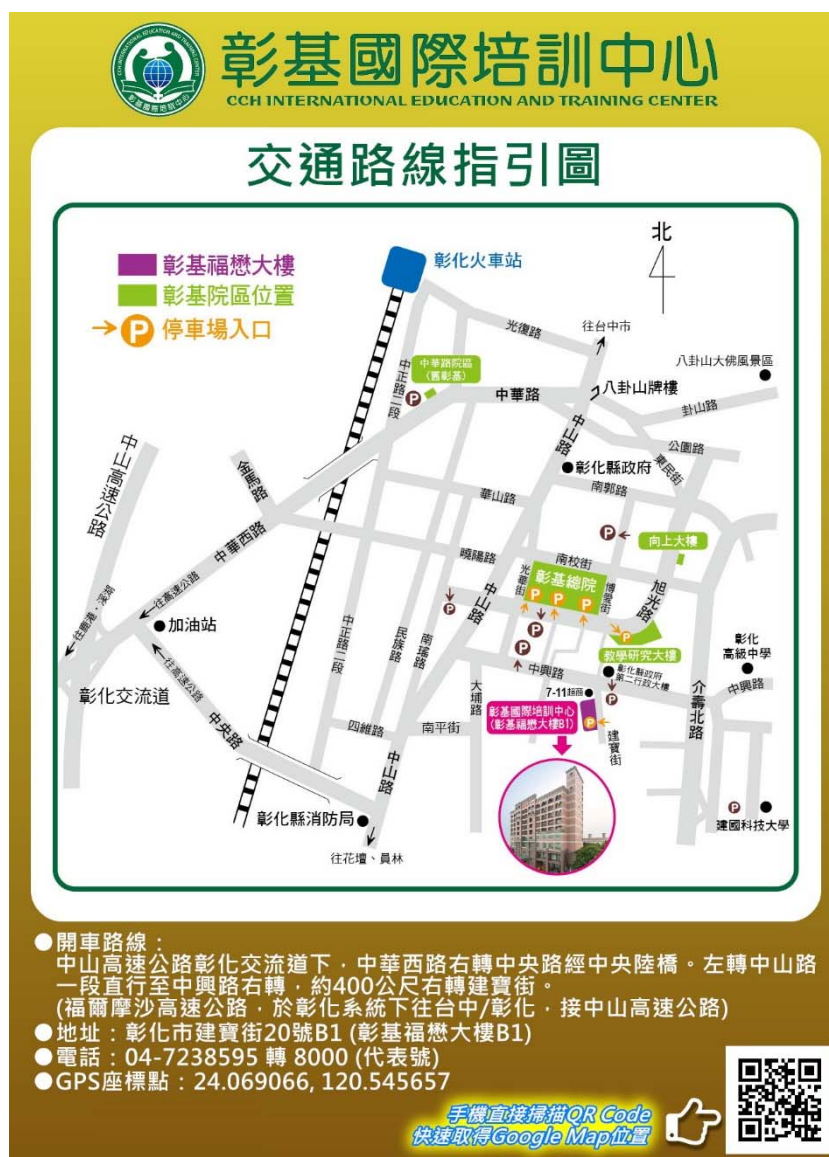 彰基國際培訓中心
CCH INTERNATIONAL EDUCATION AND TRAINING CENTER
CCH INTERNATIONAL EDUCATION AND TRAINING CENTER
彰基國際培訓中心
交通路線指引圖
彰基福懋大樓
彰基院區位置
P 停車場入口
彰化火車站
北
光復路
往台中市
八卦山大佛風景區
中華路院區
(舊彰基)
中正路二段
P
中華路
八卦山牌樓
卦山路
中山路
公園路
東民街
彰化縣政府
南郭路
中山高速公路
金馬路
華山路
中華西路
P
向上大樓
曉陽路
南校街
光華街
彰基總院
P P P
博愛街
旭光路
往高速公路
往鹿港、溪湖
加油站
P
中山路
P
P
P
教學研究大樓
彰化
高級中學
中正路二段
民族路
南瑤路
中興路
彰化縣政府
第二行政大樓
中興路
彰化交流道
往高速公路
中央路
大埔路
7-11超商
P
介壽北路
彰基國際培訓中心
(彰基福懋大樓B1)
P
建寶街
四維路
南平街
中山路
彰化縣消防局
P
建國科技大學
往花壇、員林
●開車路線：
中山高速公路彰化交流道下，中華西路右轉中央路經中央陸橋。左轉中山路
一段直行至中興路右轉，約400公尺右轉建寶街。
(福爾摩沙高速公路，於彰化系統下往台中/彰化，接中山高速公路)
●地址：彰化市建寶街20號B1 (彰基福懋大樓B1)
●電話：04-7238595 轉 8000 (代表號)
●GPS座標點：24.069066, 120.545657
手機直接掃描QR Code
快速取得Google Map位置